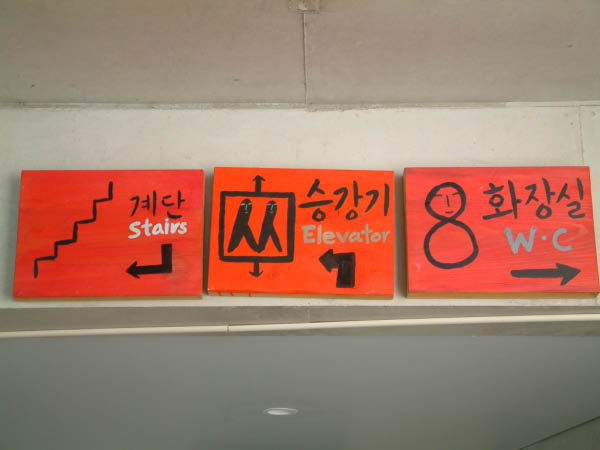 계단
Stairs
승강기
Elevator
화장실
W·C